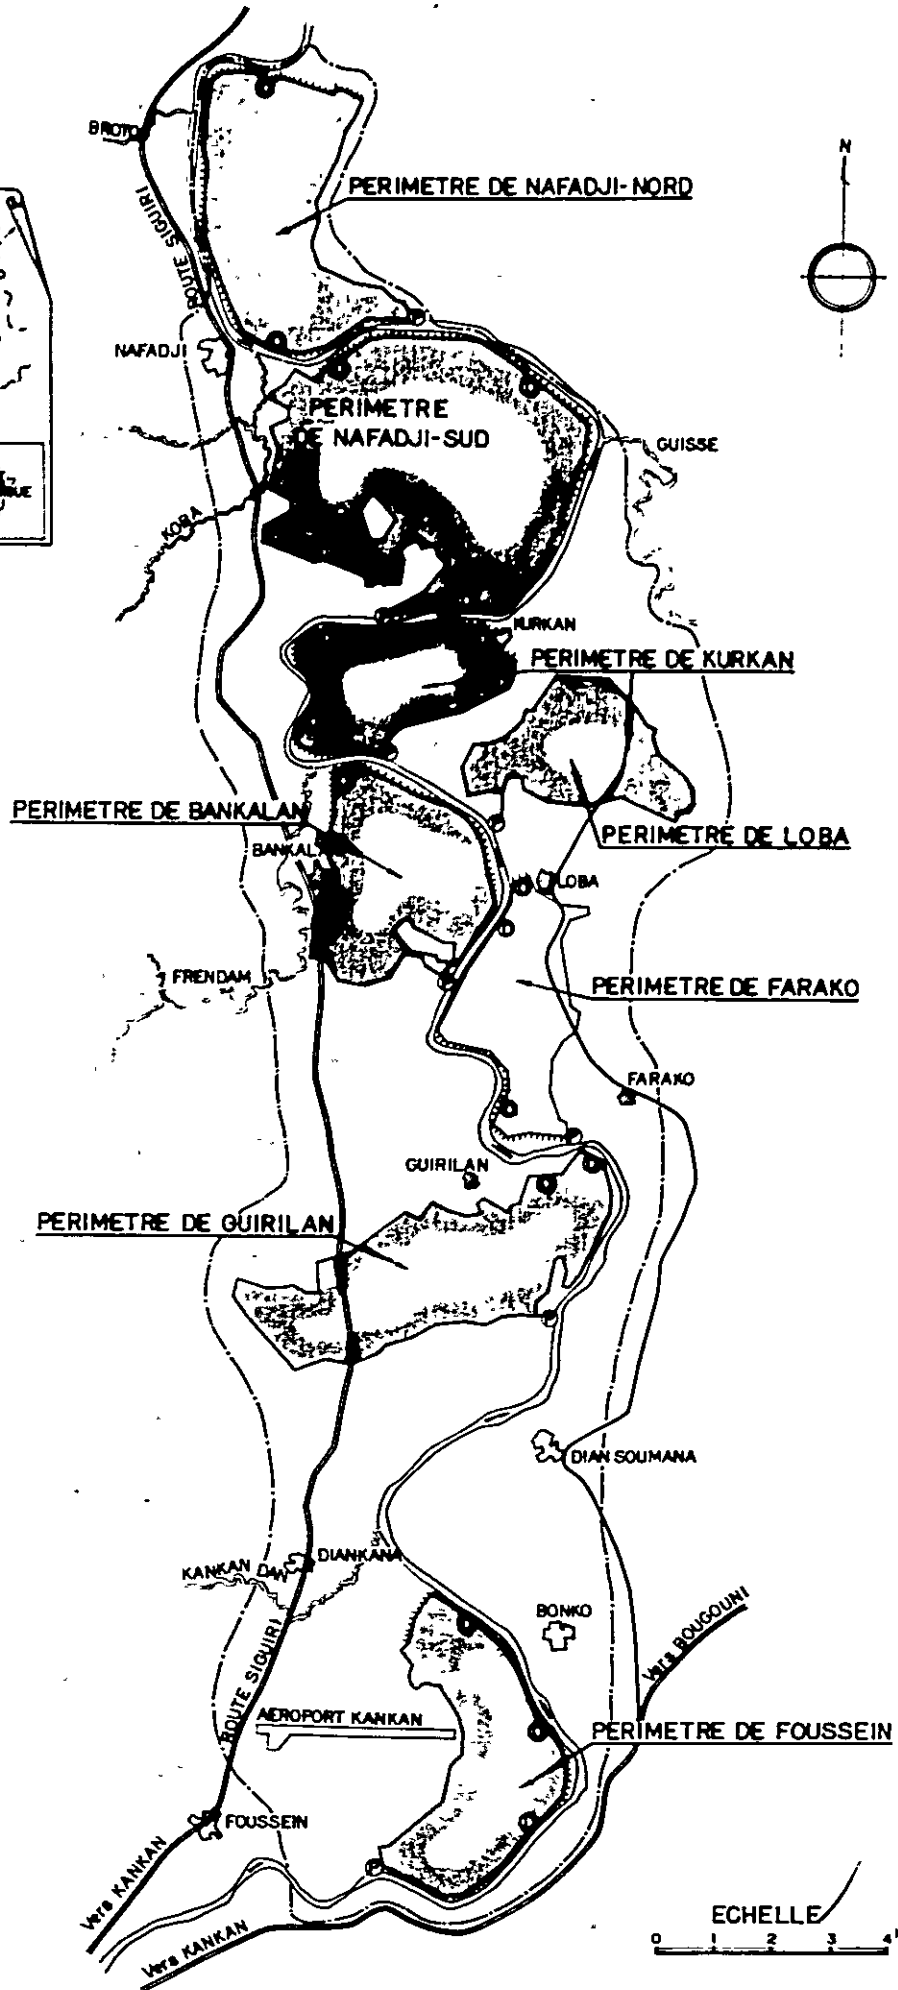 N
BROTO
PERIMETRE DE NAFADJI-NORD
ROUTE SIGUIRI
NAFADJI
PERIMETRE
DE NAFADJI-SUD
GUISSE
KOBA
KURKAN
PERIMETRE DE KURKAN
PERIMETRE DE BANKALAN
PERIMETRE DE LOBA
BANKAL
LOBA
FRENDAM
PERIMETRE DE FARAKO
FARAKO
GUIRILAN
PERIMETRE DE GUIRILAN
DIAN SOUMANA
DIANKANA
KANKAN DAW
BONKO
Vers BOUGOUNI
ROUTE SIGUIRI
AEROPORT KANKAN
PERIMETRE DE FOUSSEIN
FOUSSEIN
Vers KANKAN
Vers KANKAN
ECHELLE
0 1 2 3 4